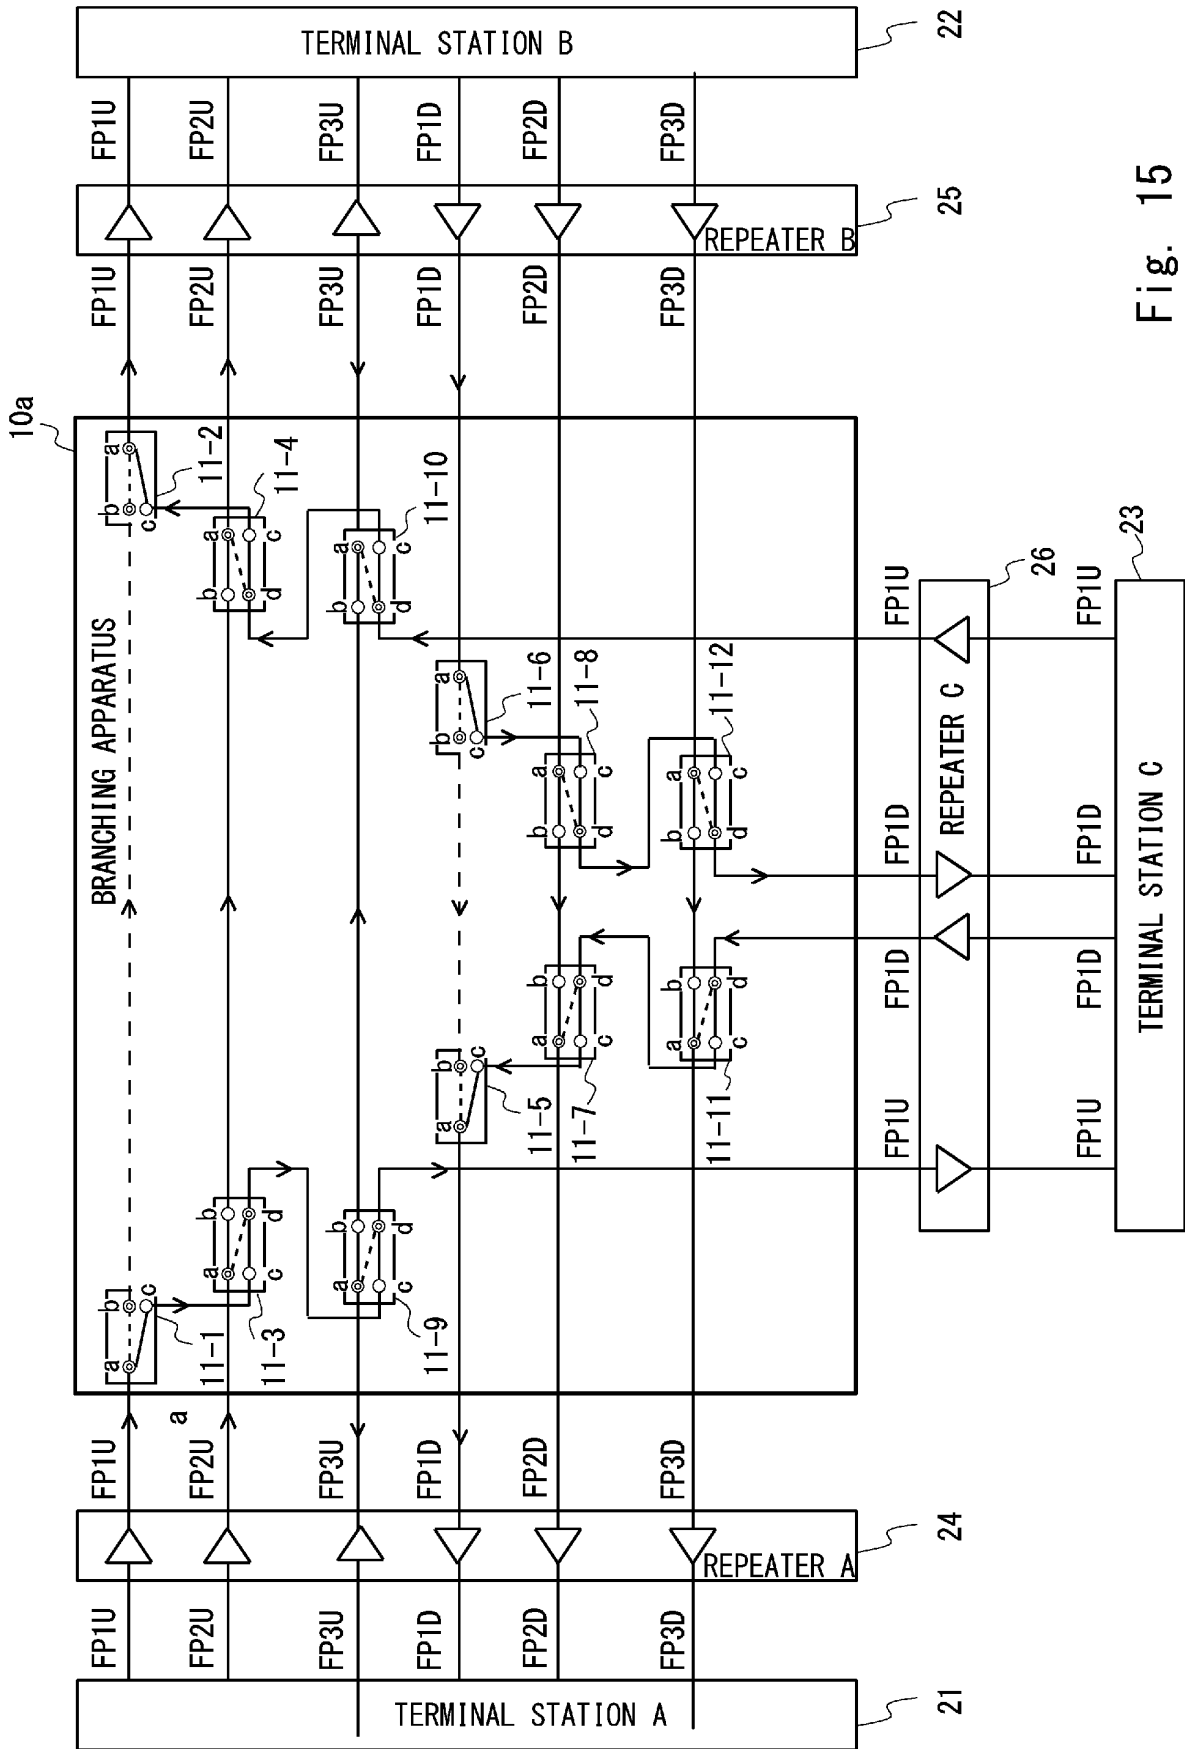 10a
BRANCHING APPARATUS
FP1U
FP1U
a
b
c
11-1
b
a
c
11-2
FP1U
FP1U
a
FP2U
FP2U
a
b
c
d
11-3
b
a
d
c
11-4
FP2U
FP2U
FP3U
FP3U
a
b
c
d
11-9
b
a
d
c
11-10
FP3U
FP3U
FP1D
FP1D
a
b
c
11-5
b
a
c
11-6
FP1D
FP1D
FP2D
FP2D
a
b
c
d
11-7
b
a
d
c
11-8
FP2D
FP2D
FP3D
FP3D
a
b
c
d
11-11
b
a
d
c
11-12
FP3D
FP3D
TERMINAL STATION A
REPEATER A
REPEATER B
TERMINAL STATION B
21
24
25
22
FP1U
FP1D
FP1D
FP1U
REPEATER C
26
FP1U
FP1D
FP1D
FP1U
TERMINAL STATION C
23
Fig. 15